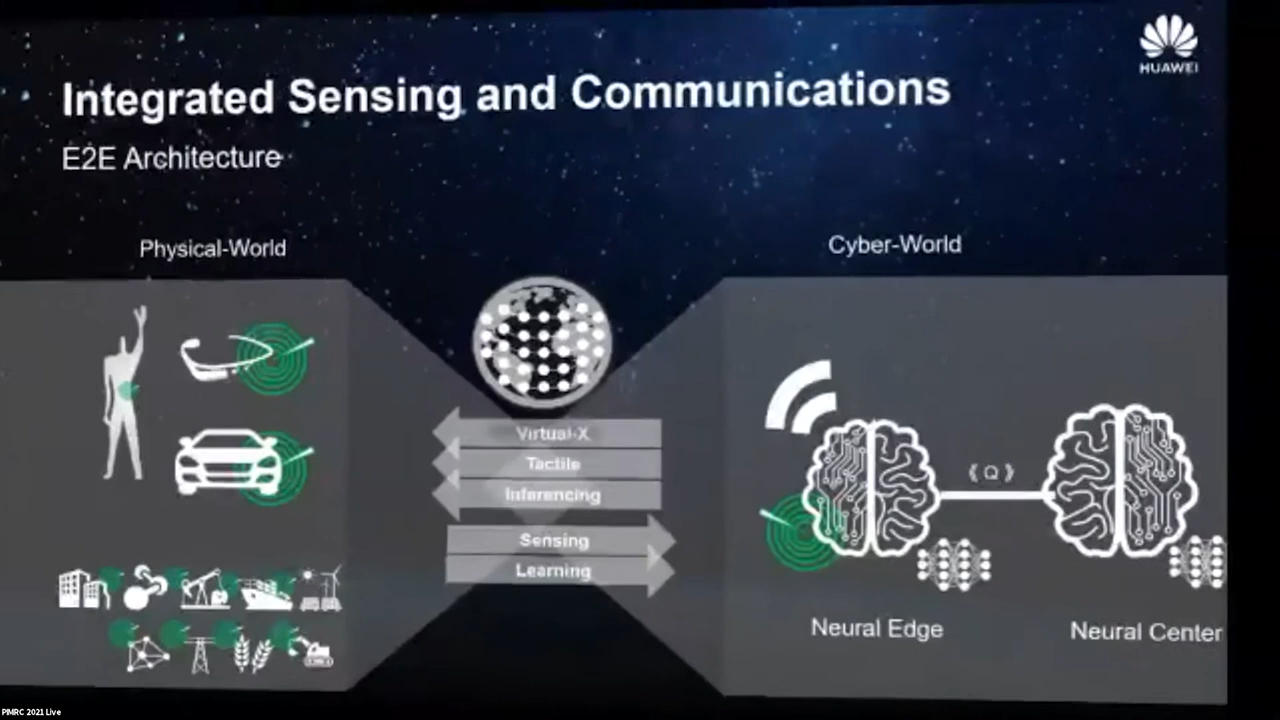 HUAWEI
Integrated Sensing and Communications
E2E Architecture
Physical-World
Cyber-World
Virtual-X
Tactile
Inferencing
Sensing
Learning
《Q》
Neural Edge
Neural Center
PIMRC 2021 Live